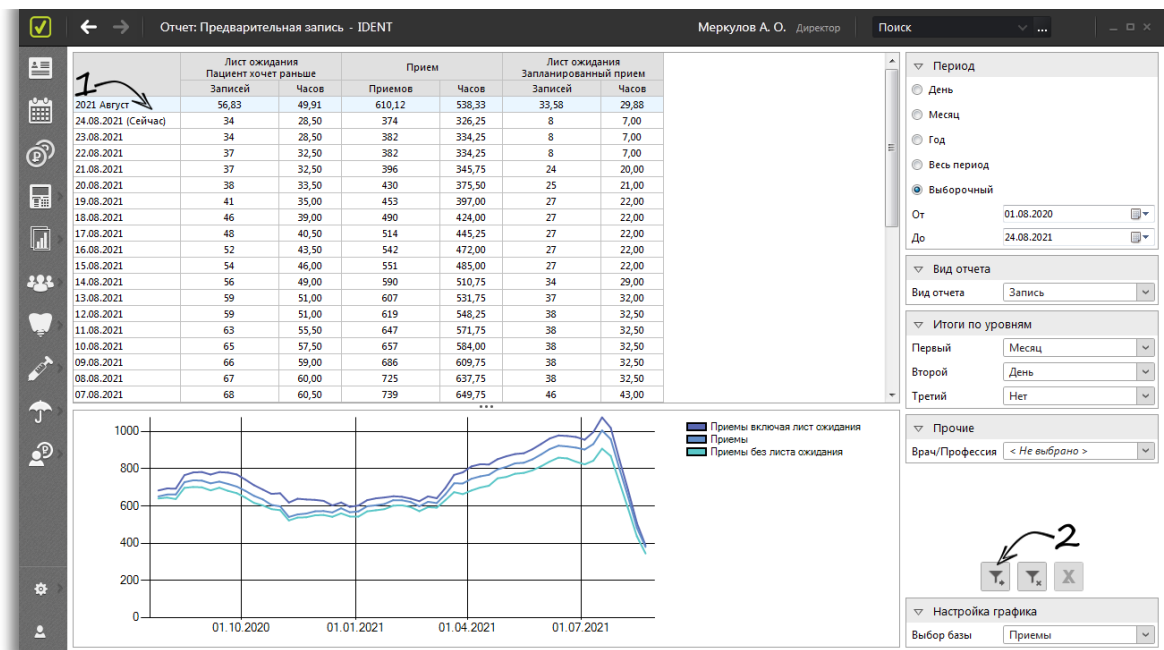 Отчет: Предварительная запись - IDENT Меркулов А. О. Директор Поиск ...
Лист ожидания Пациент хочет раньше Прием Лист ожидания Запланированный прием
Записей Часов Приемов Часов Записей Часов
1
2021 Август 56,83 49,91 610,12 538,33 33,58 29,88
24.08.2021 (Сейчас) 34 28,50 374 326,25 8 7,00
23.08.2021 34 28,50 382 334,25 8 7,00
22.08.2021 37 32,50 382 334,25 8 7,00
21.08.2021 37 32,50 396 345,75 24 20,00
20.08.2021 38 33,50 430 375,50 25 21,00
19.08.2021 41 35,00 453 397,00 27 22,00
18.08.2021 46 39,00 490 424,00 27 22,00
17.08.2021 48 40,50 514 445,25 27 22,00
16.08.2021 52 43,50 542 472,00 27 22,00
15.08.2021 54 46,00 551 485,00 27 22,00
14.08.2021 56 49,00 590 510,75 34 29,00
13.08.2021 59 51,00 607 531,75 37 32,00
12.08.2021 59 51,00 619 548,25 38 32,50
11.08.2021 63 55,50 647 571,75 38 32,50
10.08.2021 65 57,50 657 584,00 38 32,50
09.08.2021 66 59,00 686 609,75 38 32,50
08.08.2021 67 60,00 725 637,75 38 32,50
07.08.2021 68 60,50 739 649,75 46 43,00
1000
800
600
400
200
0
01.10.2020 01.01.2021 01.04.2021 01.07.2021
Приемы включая лист ожидания
Приемы
Приемы без листа ожидания
Период
День
Месяц
Год
Весь период
Выборочный
От 01.08.2020
До 24.08.2021
Вид отчета
Вид отчета Запись
Итоги по уровням
Первый Месяц
Второй День
Третий Нет
Прочие
Врач/Профессия < Не выбрано >
2
X
Настройка графика
Выбор базы Приемы